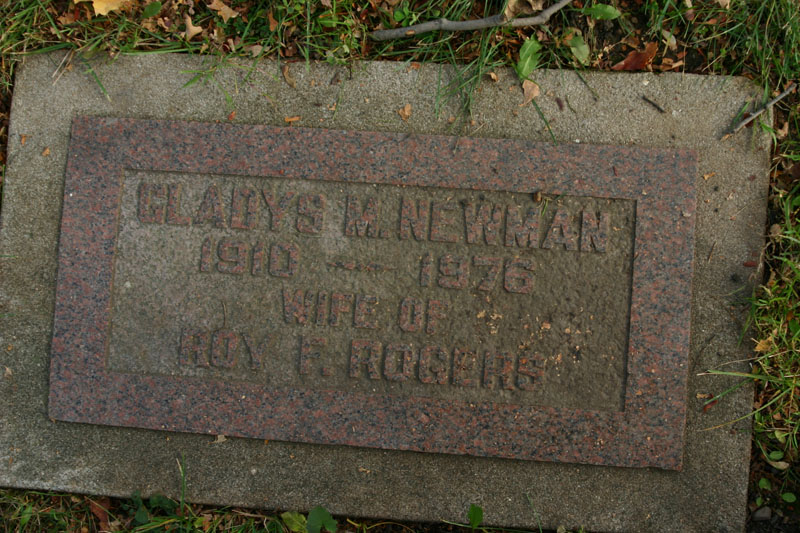 GLADYS M. NEWMAN
1910 — 1976
WIFE OF
ROY F. ROGERS